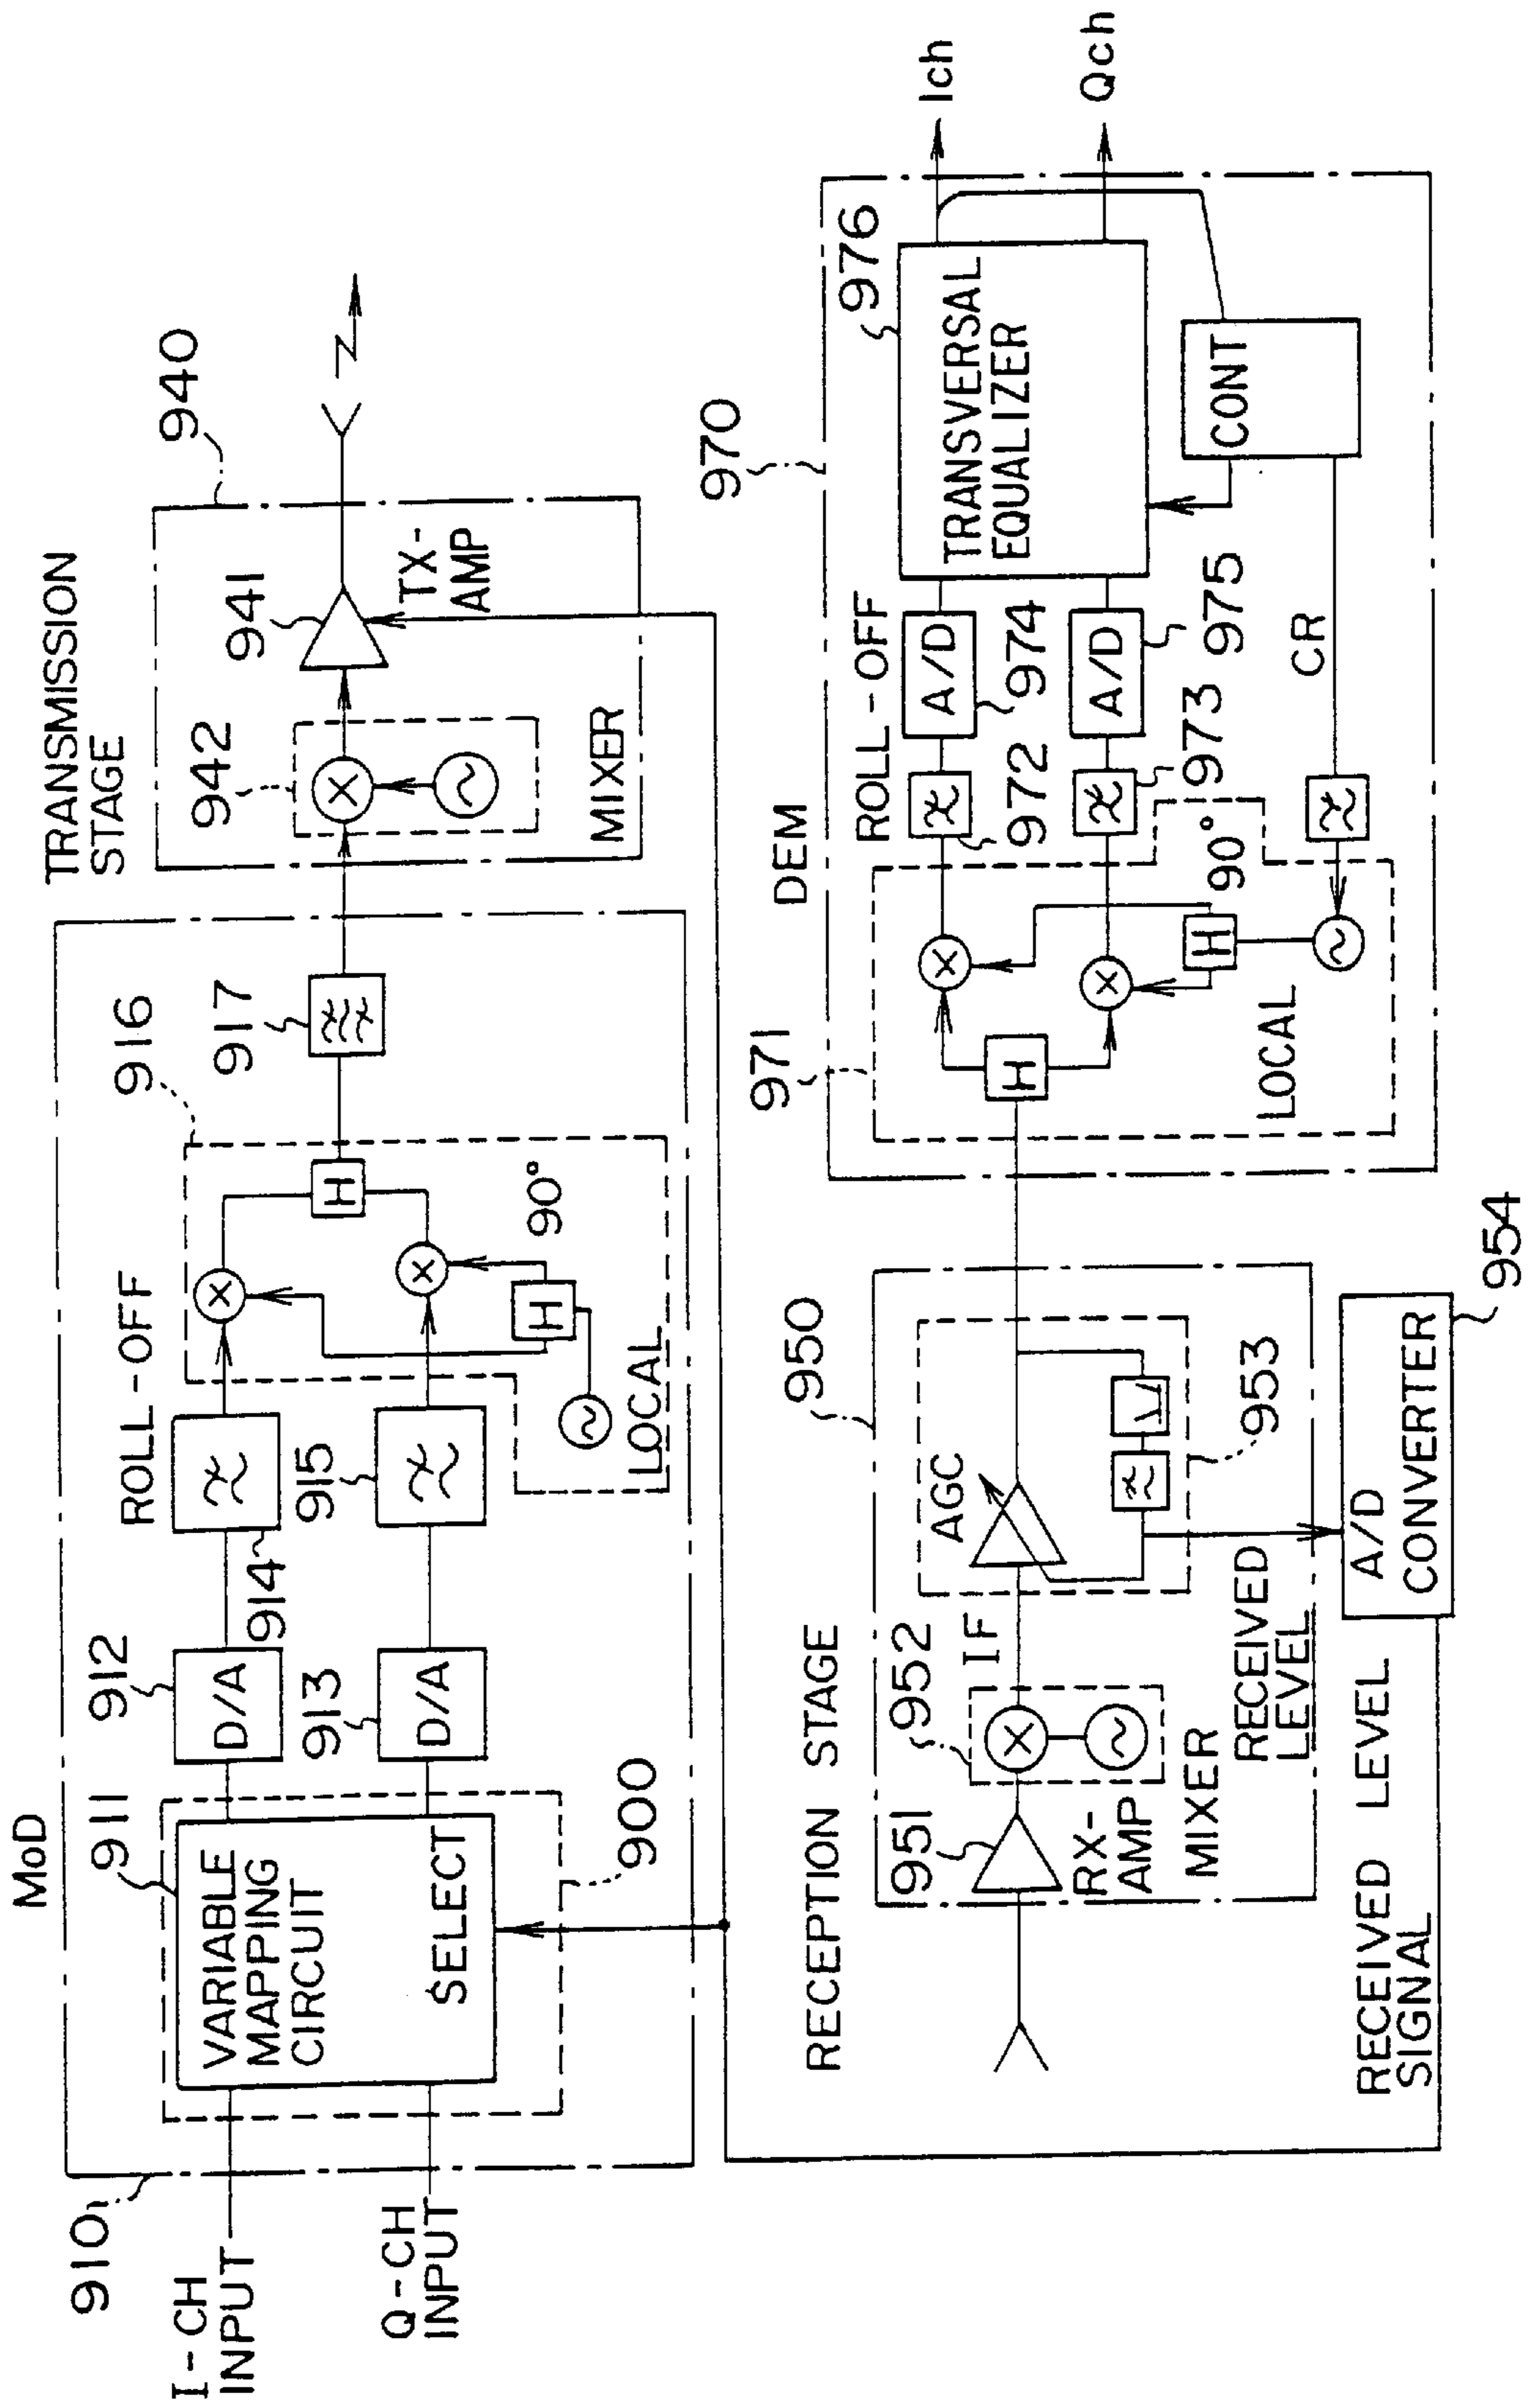 MoD
910
I-CH
INPUT
Q-CH
INPUT
911
VARIABLE
MAPPING
CIRCUIT
SELECT
900
912
D/A
913
D/A
ROLL-OFF
914
915
916
90°
H
H
LOCAL
917
TRANSMISSION
STAGE
940
942
941
MIXER
TX-
AMP
RECEPTION STAGE
950
951
RX-
AMP
952
MIXER
IF
AGC
953
RECEIVED
LEVEL
A/D
CONVERTER
954
RECEIVED LEVEL
SIGNAL
DEM
970
971
H
H
90°
LOCAL
ROLL-OFF
972
973
A/D
974
A/D
975
CR
976
TRANSVERSAL
EQUALIZER
CONT
Ich
Qch